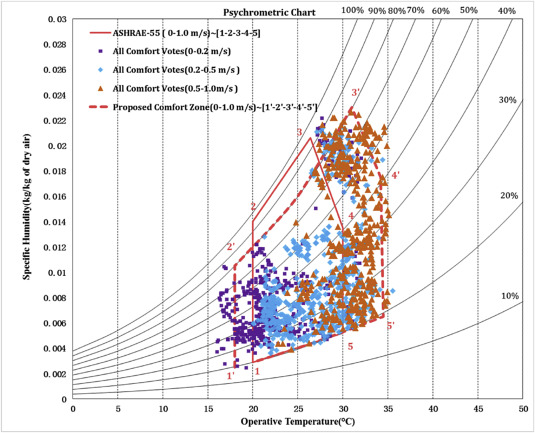 Psychrometric Chart
100% 90% 80% 70% 60% 50% 40%
ASHRAE-55 ( 0-1.0 m/s)~[1-2-3-4-5]
All Comfort Votes(0-0.2 m/s)
All Comfort Votes (0.2-0.5 m/s )
All Comfort Votes(0.5-1.0m/s )
Proposed Comfort Zone(0-1.0 m/s)~[1'-2'-3'-4'-5']
30%
20%
10%
0.03
0.028
0.026
0.024
0.022
0.02
0.018
0.016
0.014
0.012
0.01
0.008
0.006
0.004
0.002
0
Specific Humidity(kg/kg of dry air)
3'
3
4'
2
4
2'
5'
5
1
1'
0 5 10 15 20 25 30 35 40 45 50
Operative Temperature(°C)